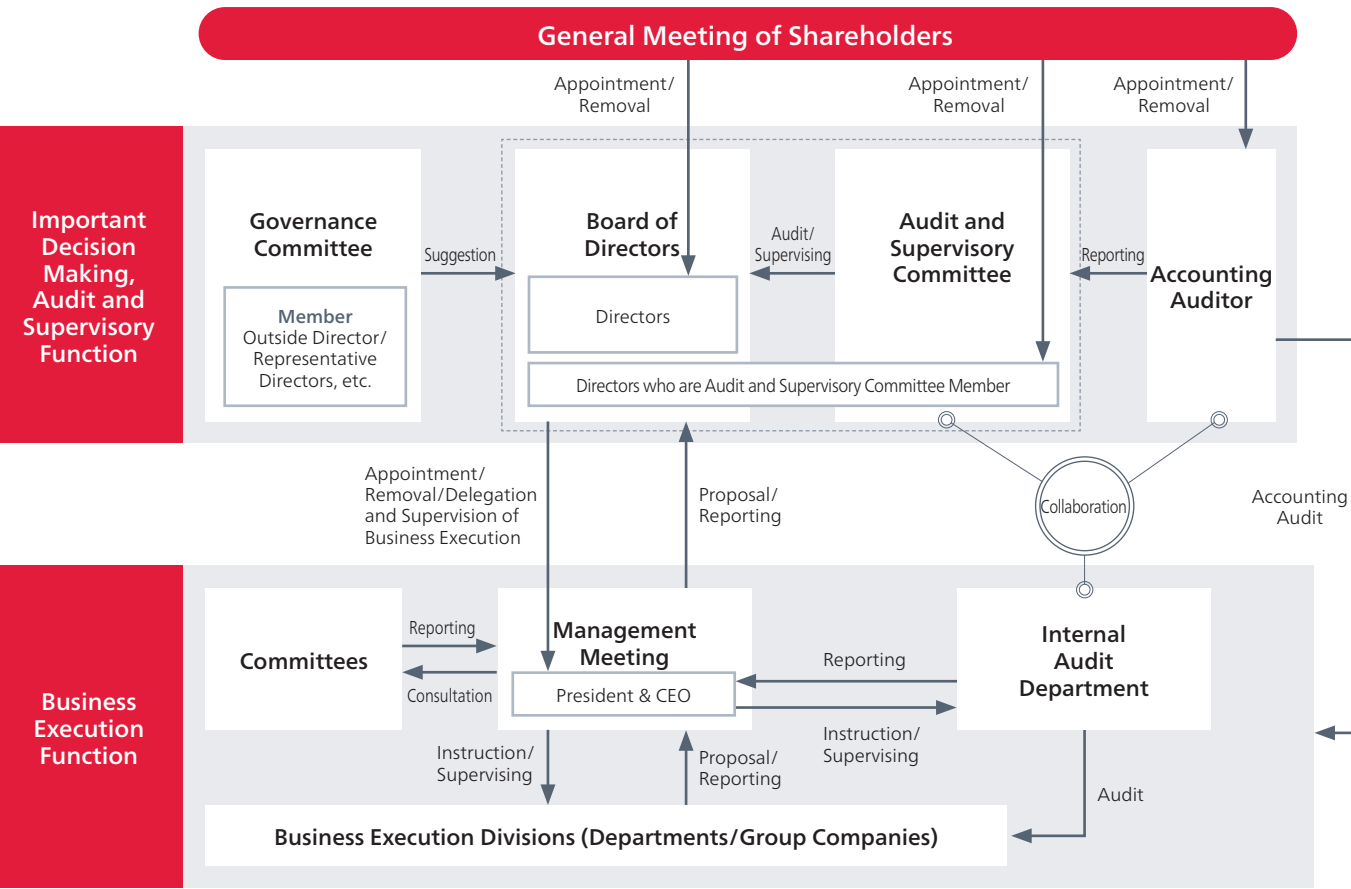 General Meeting of Shareholders
Appointment/
Removal
Appointment/
Removal
Appointment/
Removal
Important
Decision
Making,
Audit and
Supervisory
Function
Governance
Committee
Member
Outside Director/
Representative
Directors, etc.
Suggestion
Board of
Directors
Directors
Audit/
Supervising
Audit and
Supervisory
Committee
Directors who are Audit and Supervisory Committee Member
Reporting
Accounting
Auditor
Appointment/
Removal/Delegation
and Supervision of
Business Execution
Proposal/
Reporting
Collaboration
Accounting
Audit
Business
Execution
Function
Committees
Reporting
Consultation
Management
Meeting
President & CEO
Reporting
Instruction/
Supervising
Internal
Audit
Department
Instruction/
Supervising
Proposal/
Reporting
Audit
Business Execution Divisions (Departments/Group Companies)